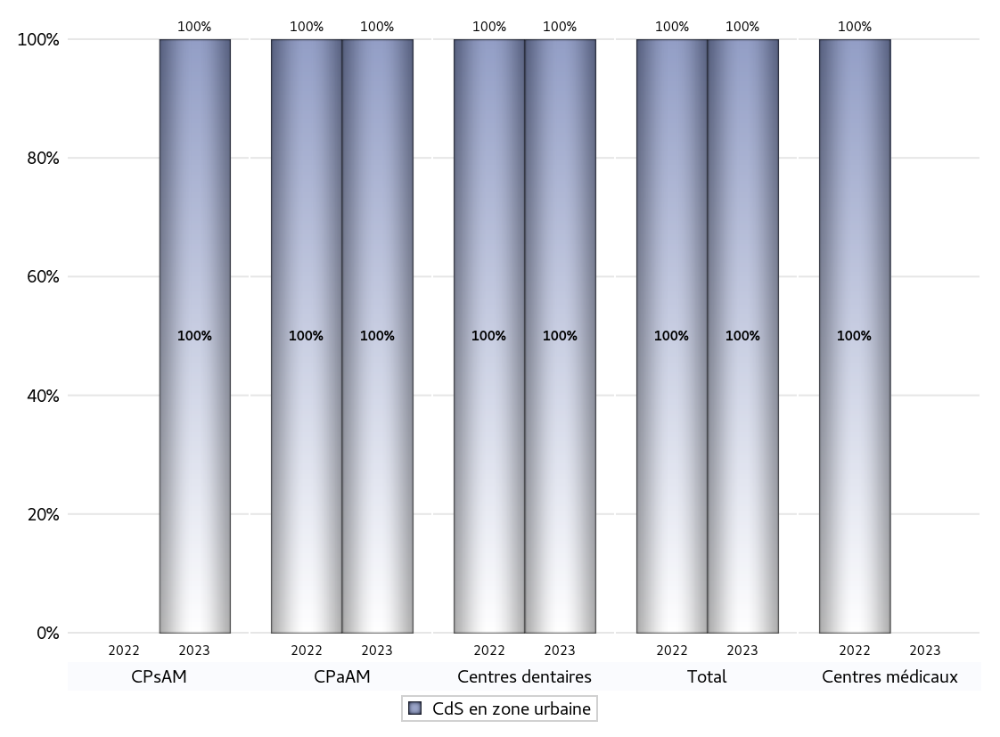 100% 100% 100% 100% 100% 100% 100% 100%
100%
80%
60%
100% 100% 100% 100% 100% 100% 100% 100%
40%
20%
0%
2022 2023 2022 2023 2022 2023 2022 2023 2022 2023
CPsAM CPaAM Centres dentaires Total Centres médicaux
CdS en zone urbaine